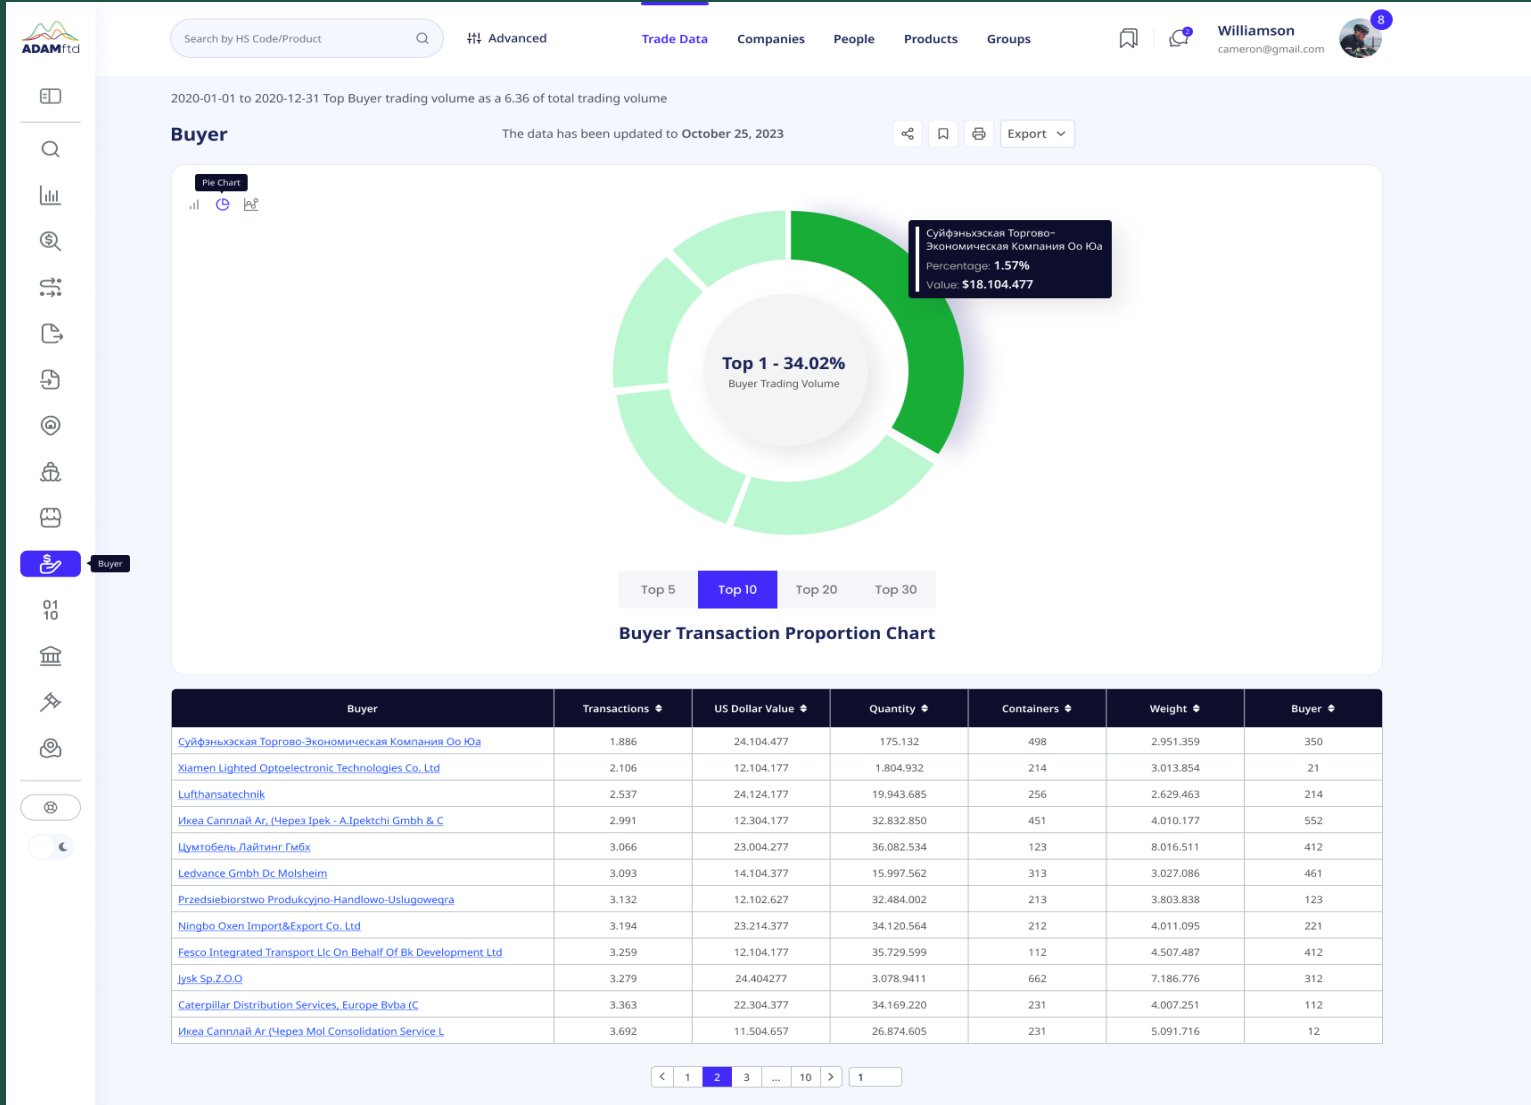 ADAMftd
Search by HS Code/Product
Advanced
Trade Data
Companies
People
Products
Groups
2
Williamson
cameron@gmail.com
8
2020-01-01 to 2020-12-31 Top Buyer trading volume as a 6.36 of total trading volume
Buyer
The data has been updated to October 25, 2023
Export
Pie Chart
Суйфэньхэская Торгово-
Экономическая Компания Оо Юа
Percentage: 1.57%
Value: $18.104.477
Top 1 - 34.02%
Buyer Trading Volume
Buyer
01
10
Top 5 Top 10 Top 20 Top 30
Buyer Transaction Proportion Chart
Buyer Transactions US Dollar Value Quantity Containers Weight Buyer
Суйфэньхэская Торгово-Экономическая Компания Оо Юа 1.886 24.104.477 175.132 498 2.951.359 350
Xiamen Lighted Optoelectronic Technologies Co. Ltd 2.106 12.104.177 1.804.932 214 3.013.854 21
Lufthansatechnik 2.537 24.124.177 19.943.685 256 2.629.463 214
Икеа Сапплай Аг, (Через Ipek - A.Ipektchi Gmbh & C 2.991 12.304.177 32.832.850 451 4.010.177 552
Цумтобель Лайтинг Гмбх 3.066 23.004.277 36.082.534 123 8.016.511 412
Ledvance Gmbh Dc Molsheim 3.093 14.104.377 15.997.562 313 3.027.086 461
Przedsiebiorstwo Produkcyjno-Handlowo-Uslugowegra 3.132 12.102.627 32.484.002 213 3.803.838 123
Ningbo Oxen Import&Export Co. Ltd 3.194 23.214.377 34.120.564 212 4.011.095 221
Fesco Integrated Transport Llc On Behalf Of Bk Development Ltd 3.259 12.104.177 35.729.599 112 4.507.487 412
Jysk Sp.Z.O.O 3.279 24.404277 3.078.9411 662 7.186.776 312
Caterpillar Distribution Services, Europe Bvba (C 3.363 22.304.377 34.169.220 231 4.007.251 112
Икеа Сапплай Аг (Через Mol Consolidation Service L 3.692 11.504.657 26.874.605 231 5.091.716 12
1 2 3 ... 10 1